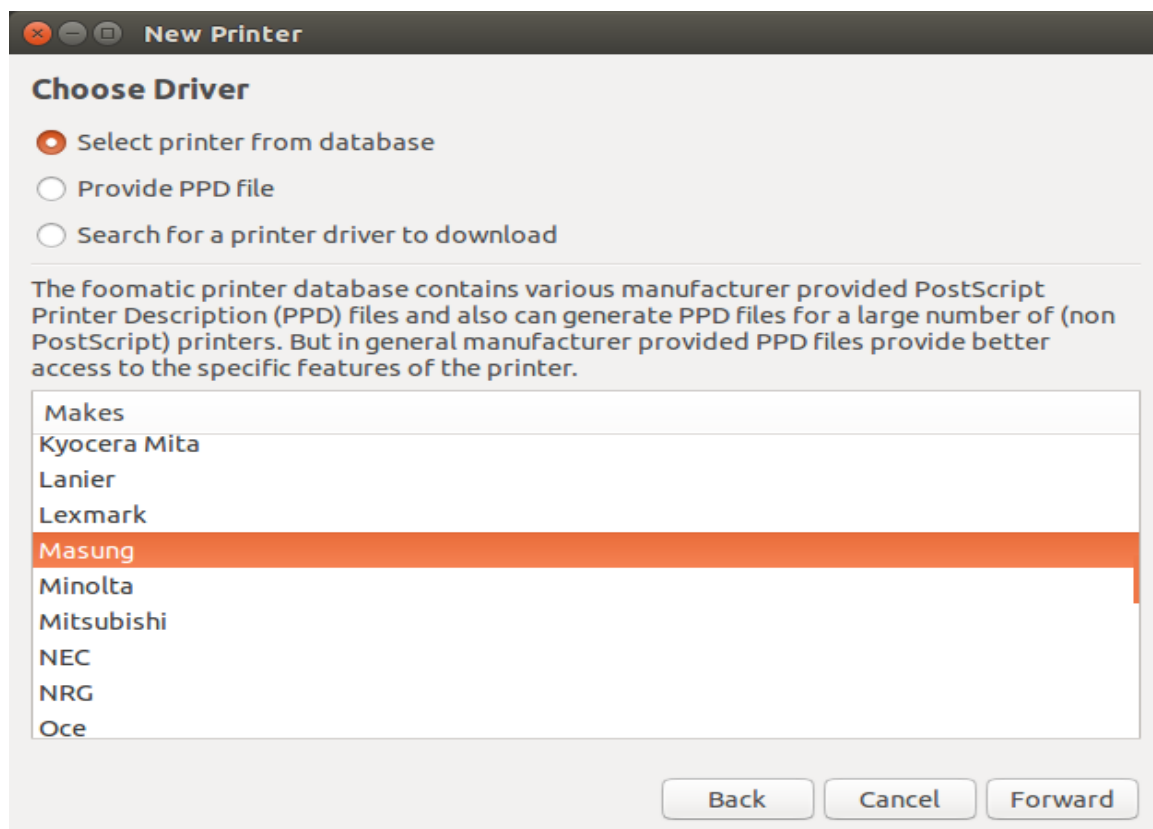 New Printer
Choose Driver
Select printer from database
Provide PPD file
Search for a printer driver to download
The foomatic printer database contains various manufacturer provided PostScript
Printer Description (PPD) files and also can generate PPD files for a large number of (non
PostScript) printers. But in general manufacturer provided PPD files provide better
access to the specific features of the printer.
Makes
Kyocera Mita
Lanier
Lexmark
Masung
Minolta
Mitsubishi
NEC
NRG
Oce
Back Cancel Forward